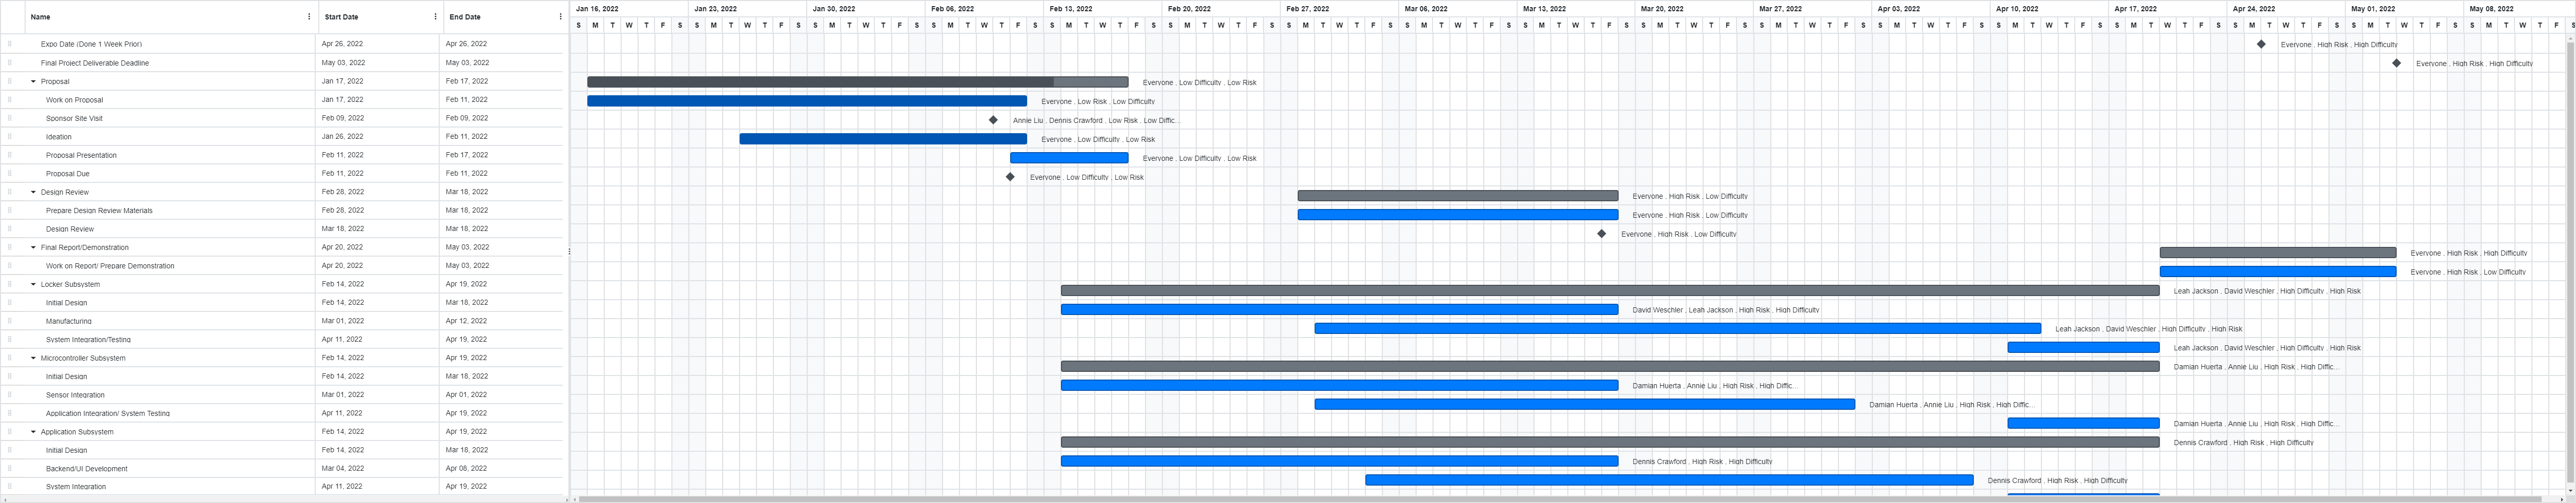 Name Start Date End Date Jan 16, 2022 Jan 23, 2022 Jan 30, 2022 Feb 06, 2022 Feb 13, 2022 Feb 20, 2022 Feb 27, 2022 Mar 06, 2022 Mar 13, 2022 Mar 20, 2022 Mar 27, 2022 Apr 03, 2022 Apr 10, 2022 Apr 17, 2022 Apr 24, 2022 May 01, 2022 May 08, 2022
S M T W T F S S M T W T F S S M T W T F S S M T W T F S S M T W T F S S M T W T F S S M T W T F S S M T W T F S S M T W T F S S M T W T F S S M T W T F S S M T W T F S S M T W T F S S M T W T F S S M T W T F S S M T W T F S S M T W T F S
Expo Date (Done 1 Week Prior) Apr 26, 2022 Apr 26, 2022 Everyone , High Risk , High Difficulty
Final Project Deliverable Deadline May 03, 2022 May 03, 2022 Everyone , High Risk , High Difficulty
Proposal Jan 17, 2022 Feb 17, 2022 Everyone , Low Difficulty , Low Risk
Work on Proposal Jan 17, 2022 Feb 11, 2022 Everyone , Low Risk , Low Difficulty
Sponsor Site Visit Feb 09, 2022 Feb 09, 2022 Annie Liu , Dennis Crawford , Low Risk , Low Diffic...
Ideation Jan 26, 2022 Feb 11, 2022 Everyone , Low Difficulty , Low Risk
Proposal Presentation Feb 11, 2022 Feb 17, 2022 Everyone , Low Difficulty , Low Risk
Proposal Due Feb 11, 2022 Feb 11, 2022 Everyone , Low Difficulty , Low Risk
Design Review Feb 28, 2022 Mar 18, 2022 Everyone , High Risk , Low Difficulty
Prepare Design Review Materials Feb 28, 2022 Mar 18, 2022 Everyone , High Risk , Low Difficulty
Design Review Mar 18, 2022 Mar 18, 2022 Everyone , High Risk , Low Difficulty
Final Report/Demonstration Apr 20, 2022 May 03, 2022 Everyone , High Risk , High Difficulty
Work on Report/ Prepare Demonstration Apr 20, 2022 May 03, 2022 Everyone , High Risk , Low Difficulty
Locker Subsystem Feb 14, 2022 Apr 19, 2022 Leah Jackson , David Weschler , High Difficulty , High Risk
Initial Design Feb 14, 2022 Mar 18, 2022 David Weschler , Leah Jackson , High Risk , High Difficulty
Manufacturing Mar 01, 2022 Apr 12, 2022 Leah Jackson , David Weschler , High Difficulty , High Risk
System Integration/Testing Apr 11, 2022 Apr 19, 2022 Leah Jackson , David Weschler , High Difficulty , High Risk
Microcontroller Subsystem Feb 14, 2022 Apr 19, 2022 Damian Huerta , Annie Liu , High Risk , High Diffic...
Initial Design Feb 14, 2022 Mar 18, 2022 Damian Huerta , Annie Liu , High Risk , High Diffic...
Sensor Integration Mar 01, 2022 Apr 01, 2022 Damian Huerta , Annie Liu , High Risk , High Diffic...
Application Integration/ System Testing Apr 11, 2022 Apr 19, 2022 Damian Huerta , Annie Liu , High Risk , High Diffic...
Application Subsystem Feb 14, 2022 Apr 19, 2022 Dennis Crawford , High Risk , High Difficulty
Initial Design Feb 14, 2022 Mar 18, 2022 Dennis Crawford , High Risk , High Difficulty
Backend/UI Development Mar 04, 2022 Apr 08, 2022 Dennis Crawford , High Risk , High Difficulty
System Integration Apr 11, 2022 Apr 19, 2022